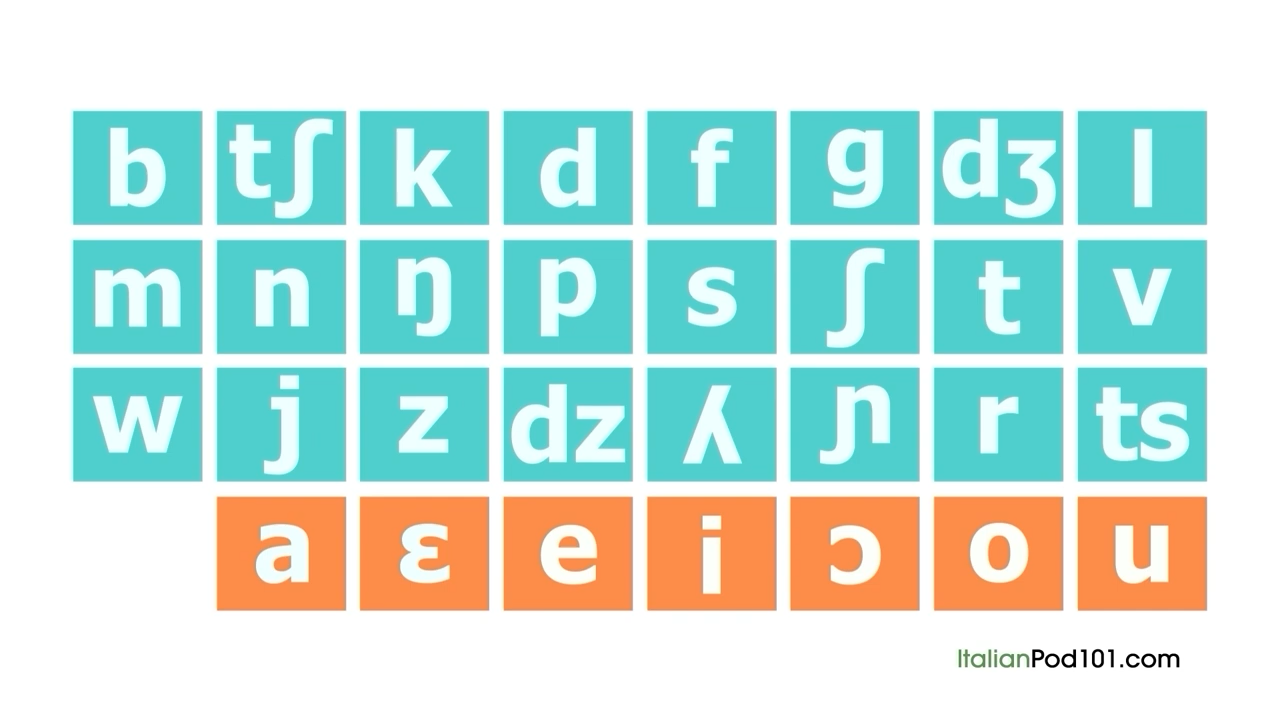 b tʃ k d f g dʒ l
m n ŋ p s ʃ t v
w j z dz ʎ ɲ r ts
a ɛ e i ɔ o u
ItalianPod101.com